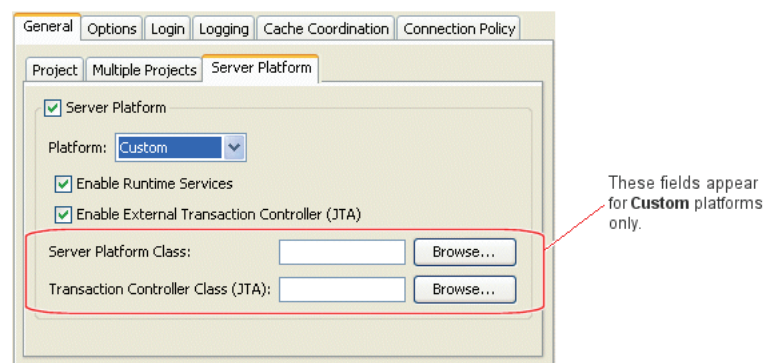 General Options Login Logging Cache Coordination Connection Policy
Project Multiple Projects Server Platform
Server Platform
Platform: Custom
Enable Runtime Services
Enable External Transaction Controller (JTA)
Server Platform Class: Browse...
Transaction Controller Class (JTA): Browse...
These fields appear
for Custom platforms
only.